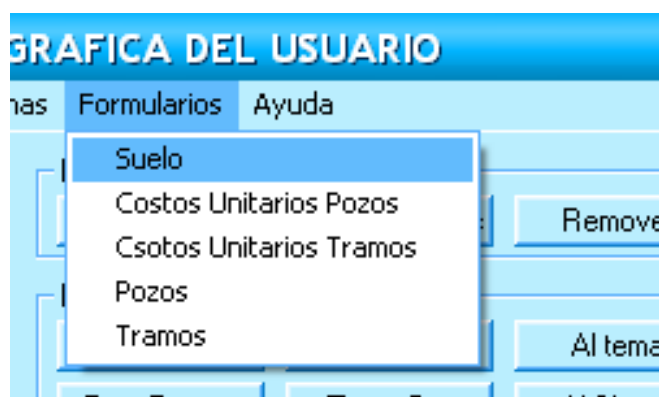 GRAFICA DEL USUARIO
nas Formularios Ayuda
Suelo
Costos Unitarios Pozos
Remove
Csotos Unitarios Tramos
Pozos
Tramos
Al tema